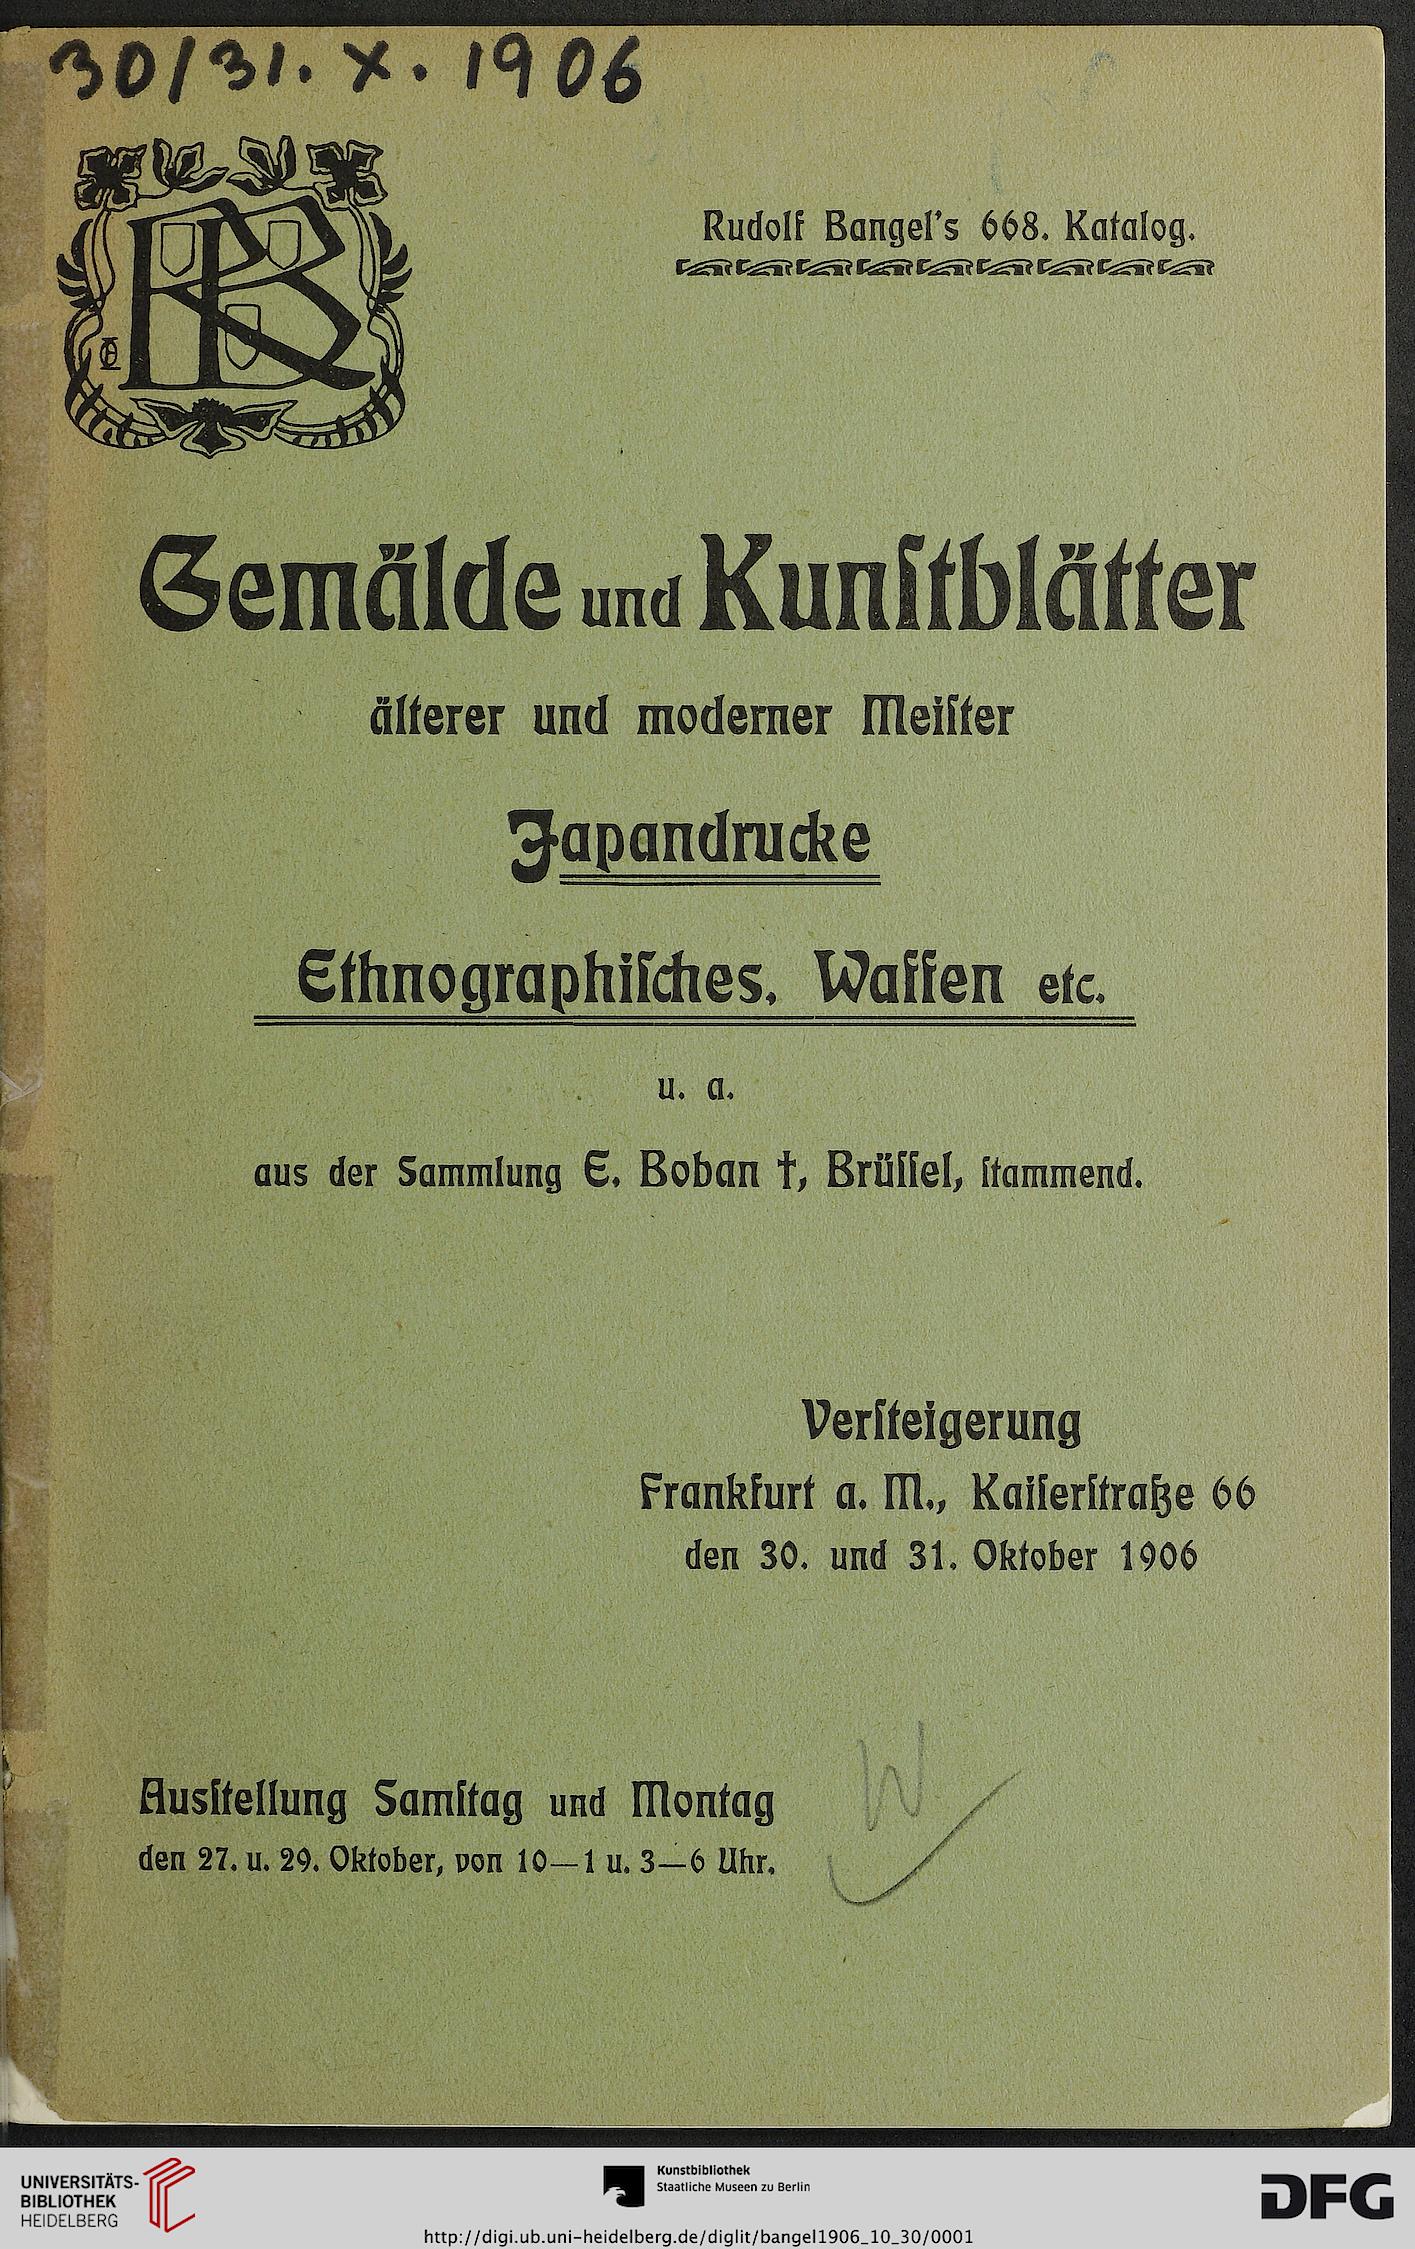 30/31. X. 1906
RB
Rudolf Bangel's 668. Katalog.
Gemälde und Kunſtblätter
älterer und moderner Meiſter
Japandrucke
Ethnographiſches, Waffen etc.
u. a.
aus der Sammlung E. Boban †, Brüſſel, ſtammend.
Verſteigerung
Frankfurt a. M., Kaiſerſtraße 66
den 30. und 31. Oktober 1906
W
Ausſtellung Samſtag und Montag
den 27. u. 29. Oktober, von 10—1 u. 3—6 Uhr.
UNIVERSITÄTS-
BIBLIOTHEK
HEIDELBERG
Kunstbibliothek
Staatliche Museen zu Berlin
DFG
http://digi.ub.uni-heidelberg.de/diglit/bangel1906_10_30/0001